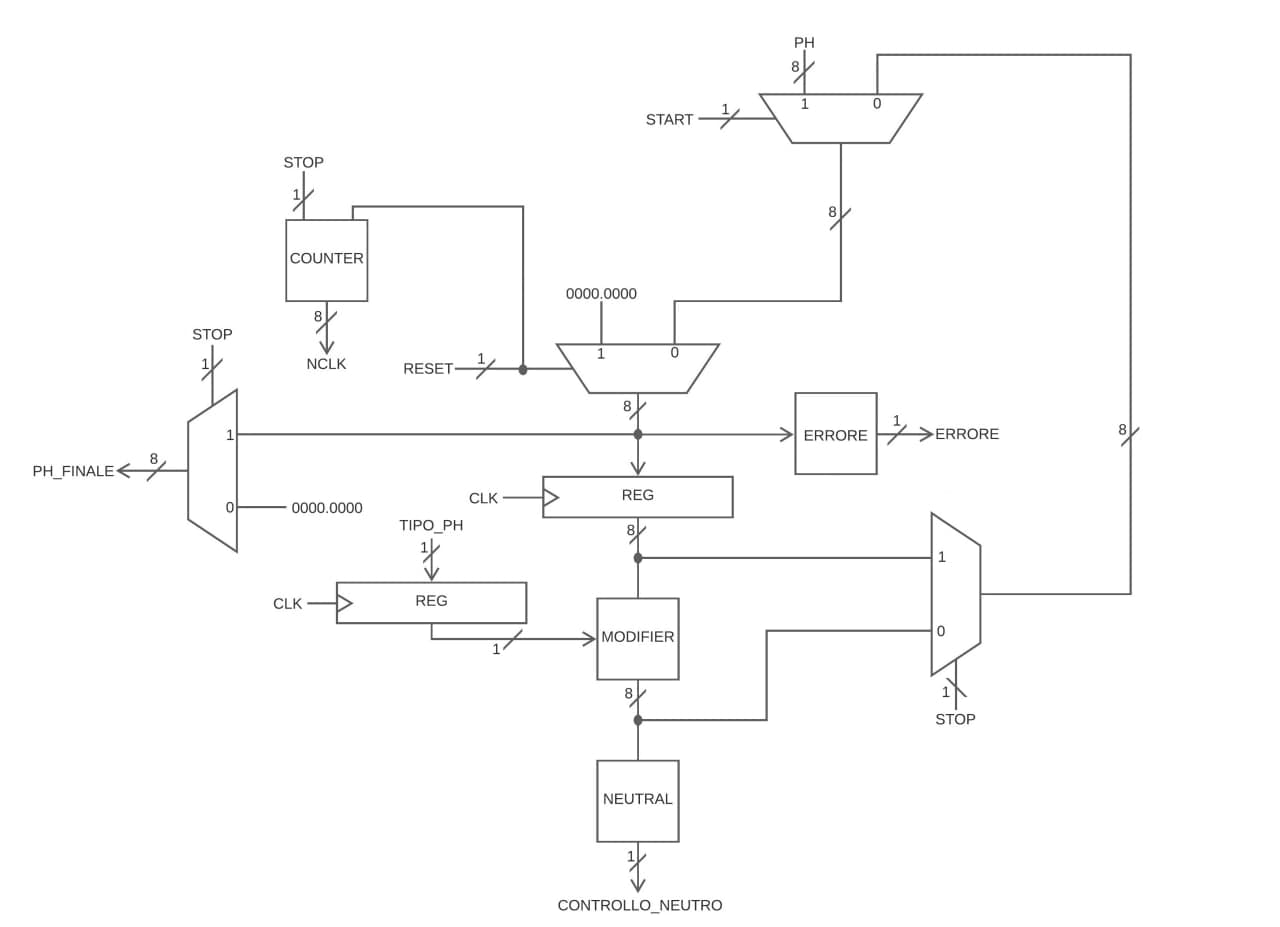 PH
8
1
0
START
1
STOP
1
8
COUNTER
0000.0000
8
STOP
1
0
NCLK
RESET
1
1
8
ERRORE
1
ERRORE
8
1
PH_FINALE
8
CLK
REG
0
0000.0000
TIPO_PH
8
1
1
CLK
REG
MODIFIER
0
1
8
1
STOP
NEUTRAL
1
CONTROLLO_NEUTRO